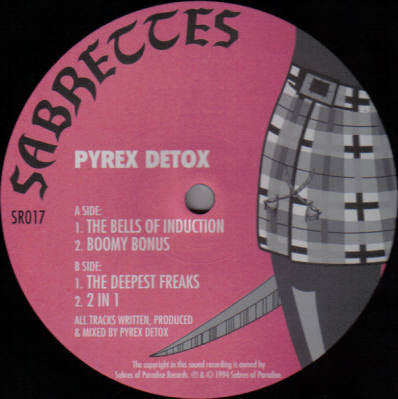 SABRETTES
PYREX DETOX
SR017
A SIDE:
1. THE BELLS OF INDUCTION
2. BOOMY BONUS
B SIDE:
1. THE DEEPEST FREAKS
2. 2 IN 1
ALL TRACKS WRITTEN, PRODUCED
& MIXED BY PYREX DETOX
The copyright in this sound recording is owned by
Sabres of Paradise Records. ℗ & © 1994 Sabres of Paradise.